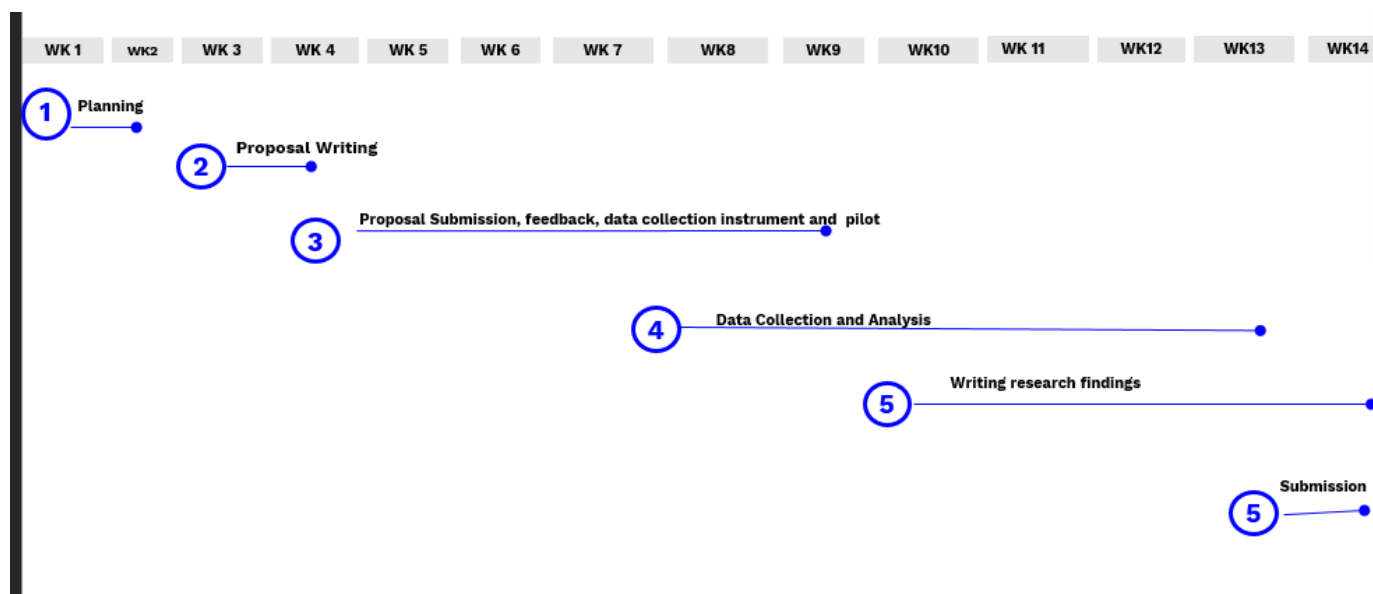 WK 1 WK2 WK 3 WK 4 WK 5 WK 6 WK 7 WK8 WK9 WK10 WK 11 WK12 WK13 WK14
1 Planning
2 Proposal Writing
3 Proposal Submission, feedback, data collection instrument and pilot
4 Data Collection and Analysis
5 Writing research findings
5 Submission